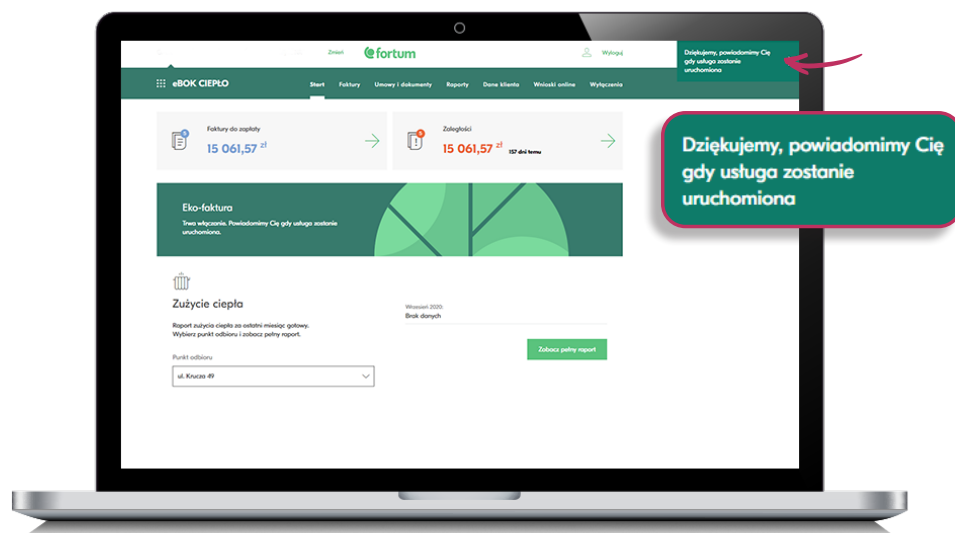 Zmień
fortum
Wyloguj
Dziękujemy, powiadomimy Cię
gdy usługa zostanie
uruchomiona
eBOK CIEPŁO
Start Faktury Umowy i dokumenty Raporty Dane klienta Wnioski online Wyłączenia
5
Faktury do zapłaty
15 061,57 zł
5
Zaległości
15 061,57 zł 157 dni temu
Dziękujemy, powiadomimy Cię
gdy usługa zostanie
uruchomiona
Eko-faktura
Trwa włączanie. Powiadomimy Cię gdy usługa zostanie
uruchomiona.
Zużycie ciepła
Raport zużycia ciepła za ostatni miesiąc gotowy.
Wybierz punkt odbioru i zobacz pełny raport.
Punkt odbioru
ul. Krucza 49
Wrzesień 2020:
Brak danych
Zobacz pełny raport